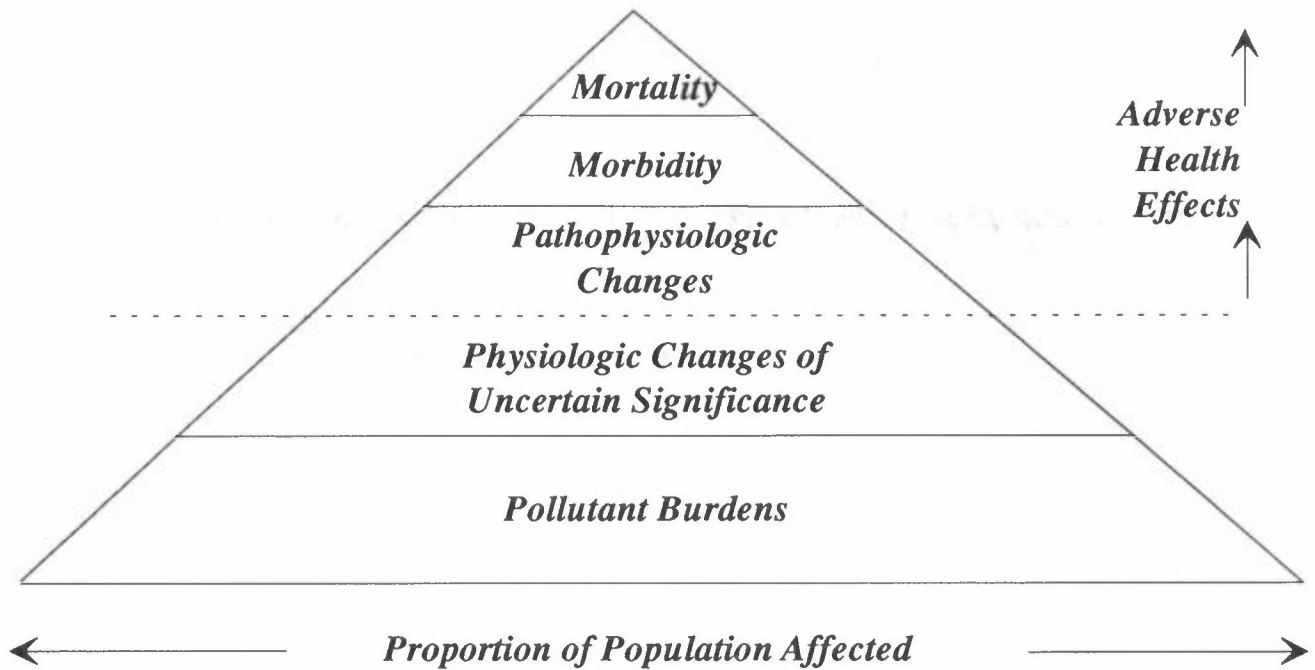 Mortality
Morbidity
Pathophysiologic
Changes
Physiologic Changes of
Uncertain Significance
Pollutant Burdens
Adverse
Health
Effects
Proportion of Population Affected